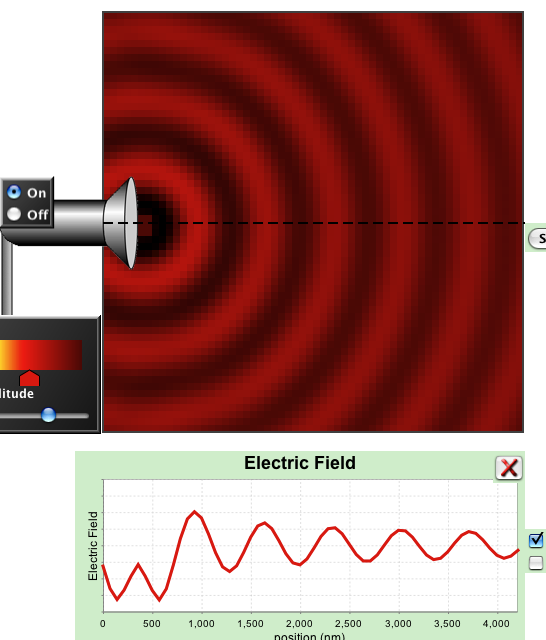 On
Off
S
litude
Electric Field
Electric Field
0 500 1,000 1,500 2,000 2,500 3,000 3,500 4,000
position (nm)